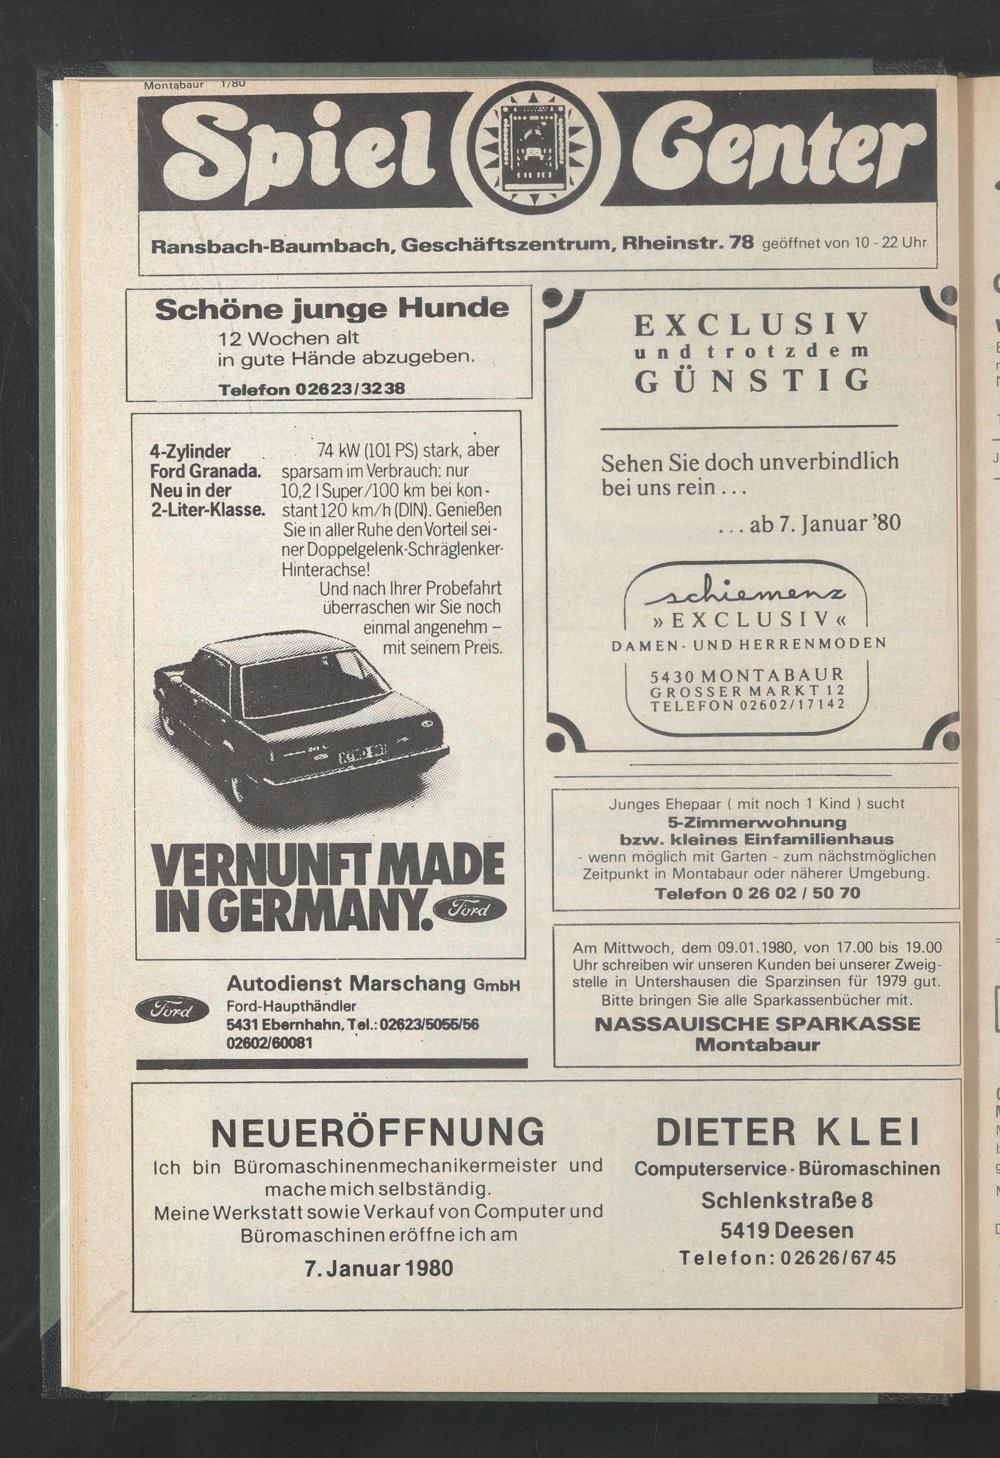 Montabaur 1/80
Spiel Center
Ransbach-Baumbach, Geschäftszentrum, Rheinstr. 78 geöffnet von 10 - 22 Uhr
Schöne junge Hunde
12 Wochen alt
in gute Hände abzugeben.
Telefon 02623/3238
4-Zylinder
Ford Granada.
Neu in der
2-Liter-Klasse.
74 kW (101 PS) stark, aber
sparsam im Verbrauch: nur
10,2 l Super/100 km bei kon-
stant 120 km/h (DIN). Genießen
Sie in aller Ruhe den Vorteil sei-
ner Doppelgelenk-Schräglenker-
Hinterachse!
Und nach Ihrer Probefahrt
überraschen wir Sie noch
einmal angenehm –
mit seinem Preis.
VERNUNFT MADE
IN GERMANY. Ford
Ford
Autodienst Marschang GmbH
Ford-Haupthändler
5431 Ebernhahn, Tel.: 02623/5055/56
02602/60081
EXCLUSIV
und trotzdem
GÜNSTIG
Sehen Sie doch unverbindlich
bei uns rein ...
... ab 7. Januar '80
schiemenz
»EXCLUSIV«
DAMEN- UND HERRENMODEN
5430 MONTABAUR
GROSSER MARKT 12
TELEFON 02602/17142
Junges Ehepaar ( mit noch 1 Kind ) sucht
5-Zimmerwohnung
bzw. kleines Einfamilienhaus
- wenn möglich mit Garten - zum nächstmöglichen
Zeitpunkt in Montabaur oder näherer Umgebung.
Telefon 0 26 02 / 50 70
Am Mittwoch, dem 09.01.1980, von 17.00 bis 19.00
Uhr schreiben wir unseren Kunden bei unserer Zweig-
stelle in Untershausen die Sparzinsen für 1979 gut.
Bitte bringen Sie alle Sparkassenbücher mit.
NASSAUISCHE SPARKASSE
Montabaur
NEUERÖFFNUNG
Ich bin Büromaschinenmechanikermeister und
mache mich selbständig.
Meine Werkstatt sowie Verkauf von Computer und
Büromaschinen eröffne ich am
7. Januar 1980
DIETER KLEI
Computerservice - Büromaschinen
Schlenkstraße 8
5419 Deesen
Telefon: 02626/6745